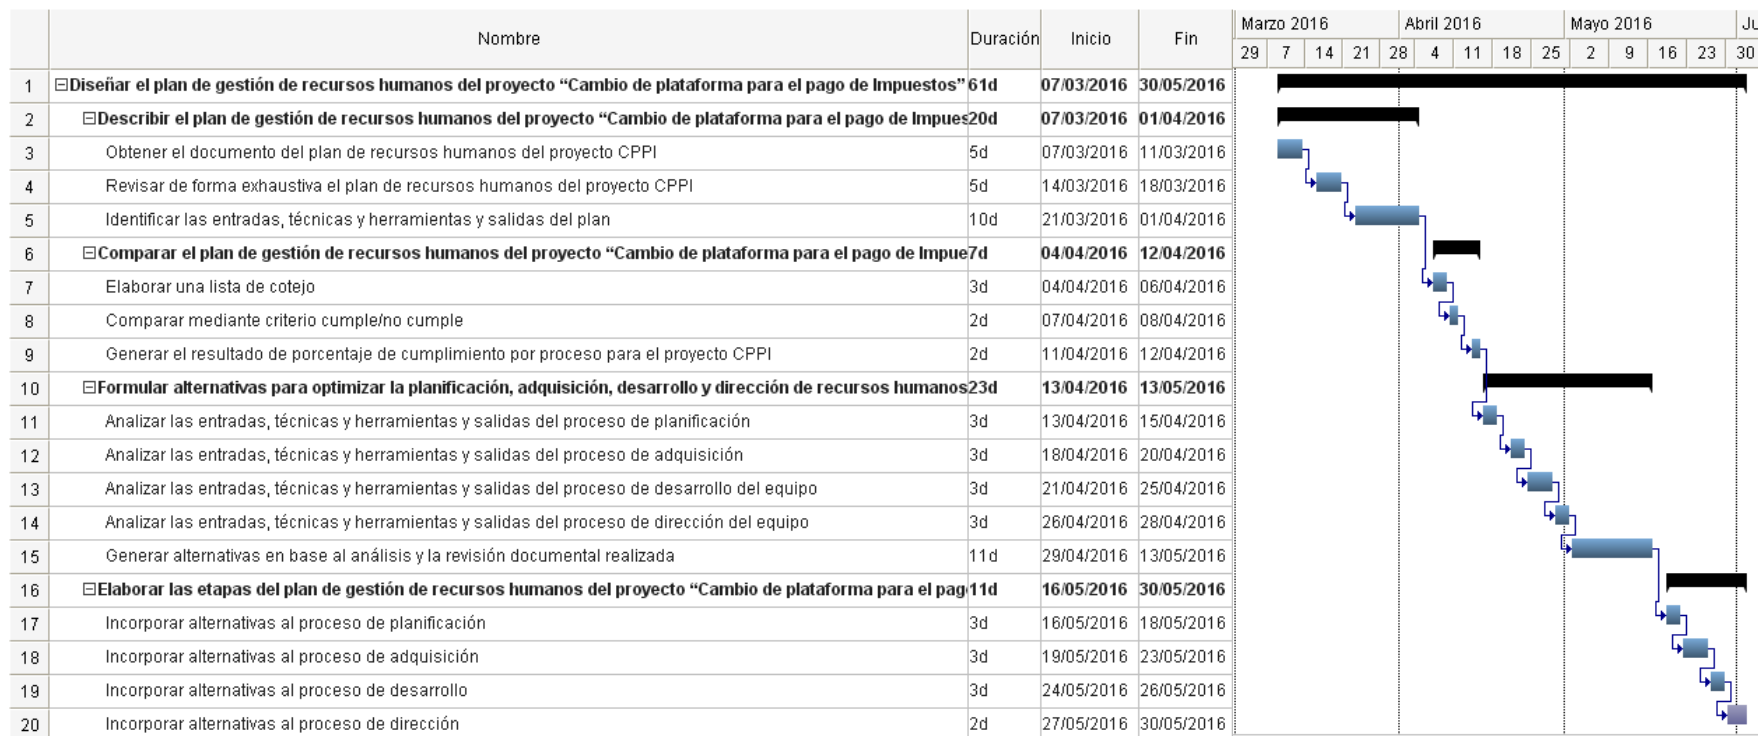 Nombre Duración Inicio Fin Marzo 2016 Abril 2016 Mayo 2016 Ju
29 7 14 21 28 4 11 18 25 2 9 16 23 30
1 Diseñar el plan de gestión de recursos humanos del proyecto “Cambio de plataforma para el pago de Impuestos” 61d 07/03/2016 30/05/2016
2 Describir el plan de gestión de recursos humanos del proyecto “Cambio de plataforma para el pago de Impues 20d 07/03/2016 01/04/2016
3 Obtener el documento del plan de recursos humanos del proyecto CPPI 5d 07/03/2016 11/03/2016
4 Revisar de forma exhaustiva el plan de recursos humanos del proyecto CPPI 5d 14/03/2016 18/03/2016
5 Identificar las entradas, técnicas y herramientas y salidas del plan 10d 21/03/2016 01/04/2016
6 Comparar el plan de gestión de recursos humanos del proyecto “Cambio de plataforma para el pago de Impue 7d 04/04/2016 12/04/2016
7 Elaborar una lista de cotejo 3d 04/04/2016 06/04/2016
8 Comparar mediante criterio cumple/no cumple 2d 07/04/2016 08/04/2016
9 Generar el resultado de porcentaje de cumplimiento por proceso para el proyecto CPPI 2d 11/04/2016 12/04/2016
10 Formular alternativas para optimizar la planificación, adquisición, desarrollo y dirección de recursos humanos 23d 13/04/2016 13/05/2016
11 Analizar las entradas, técnicas y herramientas y salidas del proceso de planificación 3d 13/04/2016 15/04/2016
12 Analizar las entradas, técnicas y herramientas y salidas del proceso de adquisición 3d 18/04/2016 20/04/2016
13 Analizar las entradas, técnicas y herramientas y salidas del proceso de desarrollo del equipo 3d 21/04/2016 25/04/2016
14 Analizar las entradas, técnicas y herramientas y salidas del proceso de dirección del equipo 3d 26/04/2016 28/04/2016
15 Generar alternativas en base al análisis y la revisión documental realizada 11d 29/04/2016 13/05/2016
16 Elaborar las etapas del plan de gestión de recursos humanos del proyecto “Cambio de plataforma para el pag 11d 16/05/2016 30/05/2016
17 Incorporar alternativas al proceso de planificación 3d 16/05/2016 18/05/2016
18 Incorporar alternativas al proceso de adquisición 3d 19/05/2016 23/05/2016
19 Incorporar alternativas al proceso de desarrollo 3d 24/05/2016 26/05/2016
20 Incorporar alternativas al proceso de dirección 2d 27/05/2016 30/05/2016